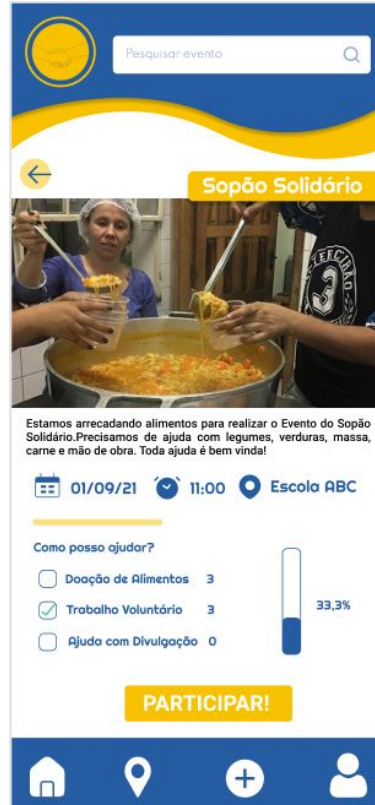 Pesquisar evento
Sopão Solidário
TERCEIRÃO
3
Estamos arrecadando alimentos para realizar o Evento do Sopão
Solidário.Precisamos de ajuda com legumes, verduras, massa,
carne e mão de obra. Toda ajuda é bem vinda!
01/09/21 11:00 Escola ABC
Como posso ajudar?
Doação de Alimentos 3
Trabalho Voluntário 3
Ajuda com Divulgação 0
33,3%
PARTICIPAR!